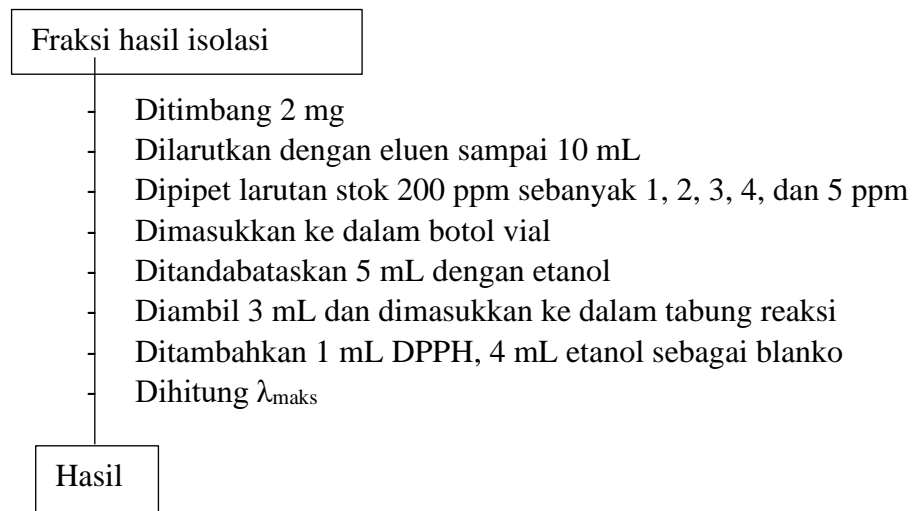 Fraksi hasil isolasi
- Ditimbang 2 mg
- Dilarutkan dengan eluen sampai 10 mL
- Dipipet larutan stok 200 ppm sebanyak 1, 2, 3, 4, dan 5 ppm
- Dimasukkan ke dalam botol vial
- Ditandabataskan 5 mL dengan etanol
- Diambil 3 mL dan dimasukkan ke dalam tabung reaksi
- Ditambahkan 1 mL DPPH, 4 mL etanol sebagai blanko
- Dihitung λmaks
Hasil